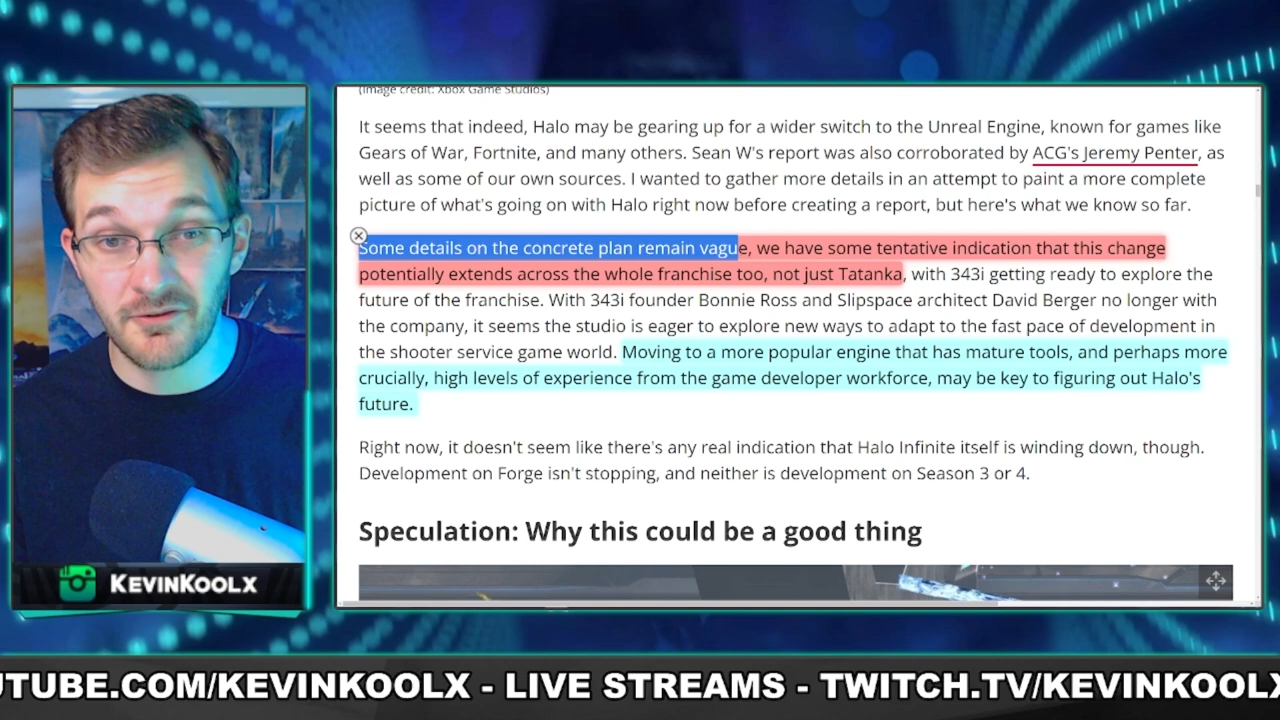 (Image credit: Xbox Game Studios)
It seems that indeed, Halo may be gearing up for a wider switch to the Unreal Engine, known for games like
Gears of War, Fortnite, and many others. Sean W's report was also corroborated by ACG's Jeremy Penter, as
well as some of our own sources. I wanted to gather more details in an attempt to paint a more complete
picture of what's going on with Halo right now before creating a report, but here's what we know so far.
Some details on the concrete plan remain vague, we have some tentative indication that this change
potentially extends across the whole franchise too, not just Tatanka, with 343i getting ready to explore the
future of the franchise. With 343i founder Bonnie Ross and Slipspace architect David Berger no longer with
the company, it seems the studio is eager to explore new ways to adapt to the fast pace of development in
the shooter service game world. Moving to a more popular engine that has mature tools, and perhaps more
crucially, high levels of experience from the game developer workforce, may be key to figuring out Halo's
future.
Right now, it doesn't seem like there's any real indication that Halo Infinite itself is winding down, though.
Development on Forge isn't stopping, and neither is development on Season 3 or 4.
Speculation: Why this could be a good thing
KEVINKOOLX
UTUBE.COM/KEVINKOOLX - LIVE STREAMS - TWITCH.TV/KEVINKOOLX